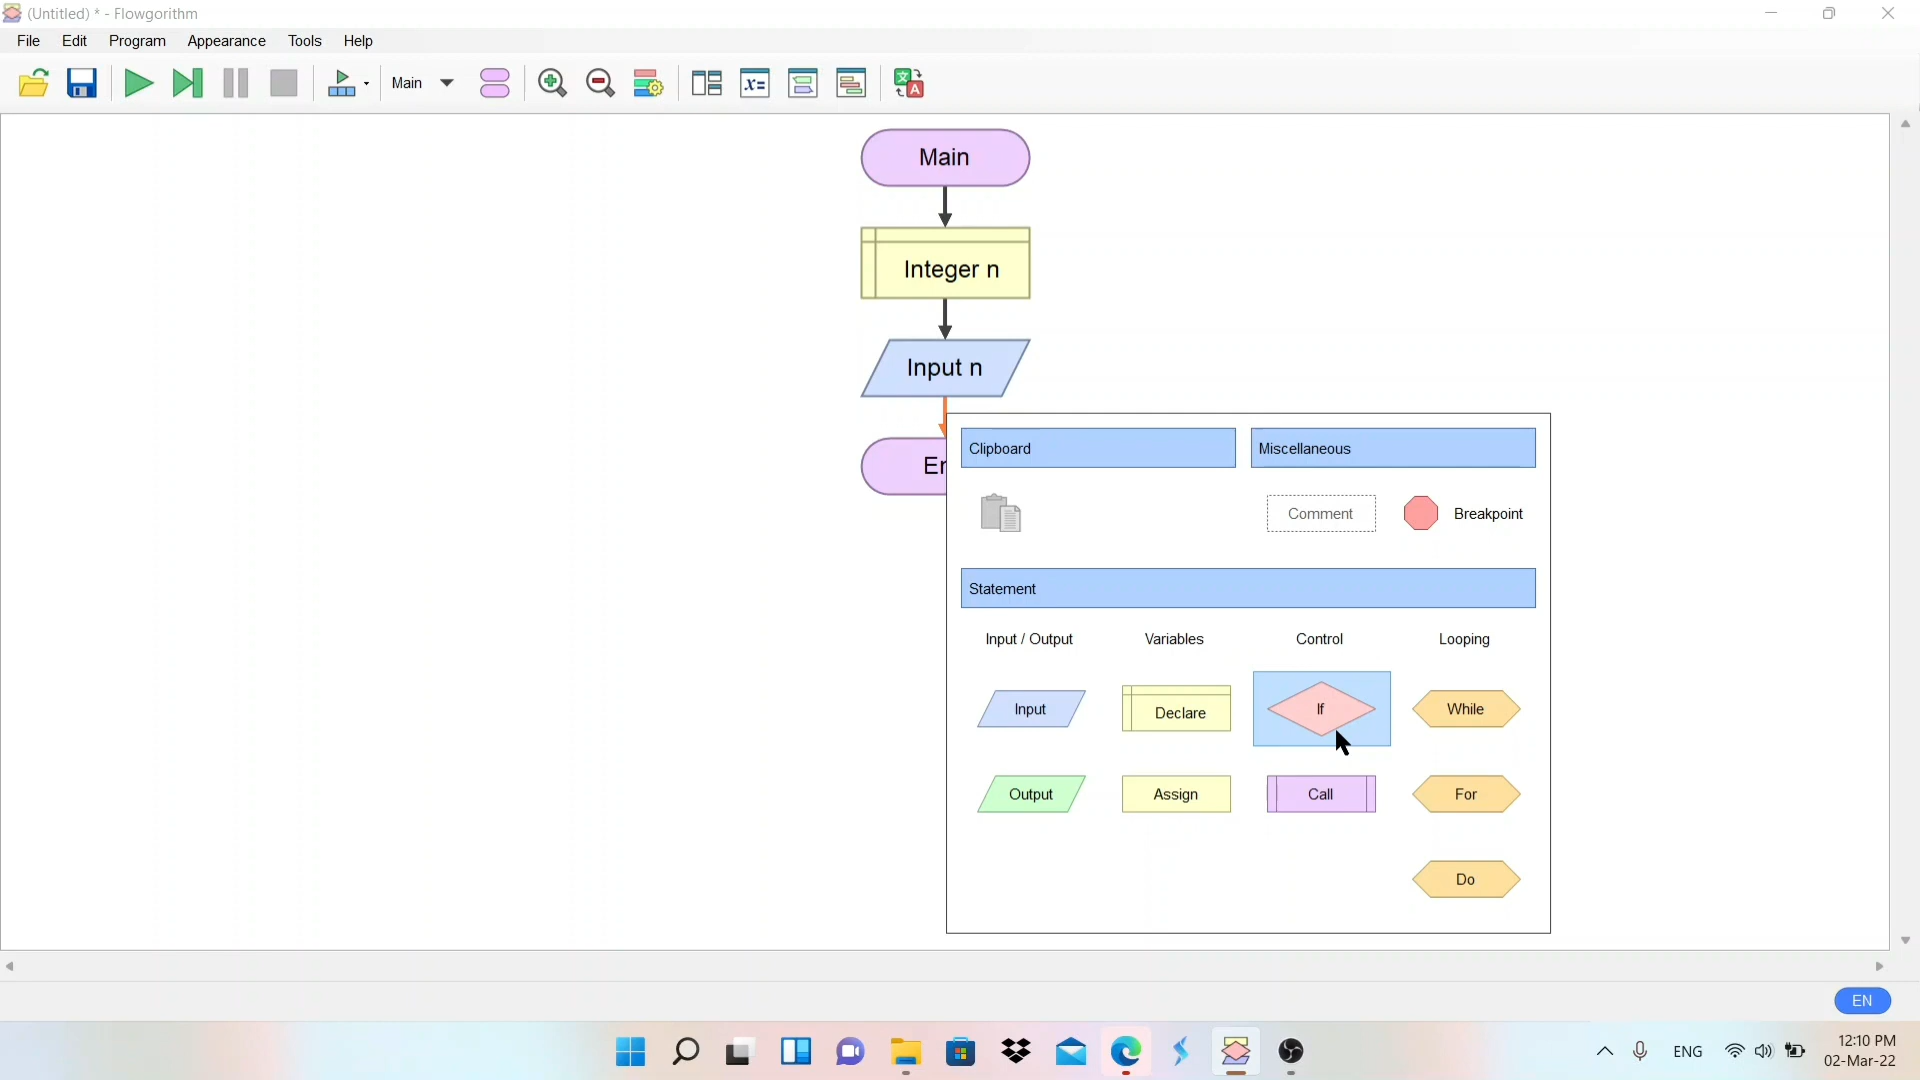 (Untitled) * - Flowgorithm
File Edit Program Appearance Tools Help
Main
x=
A
Main
Integer n
Input n
Er
Clipboard
Miscellaneous
Comment
Breakpoint
Statement
Input / Output Variables Control Looping
Input Declare If While
Output Assign Call For
Do
EN
ENG
12:10 PM
02-Mar-22